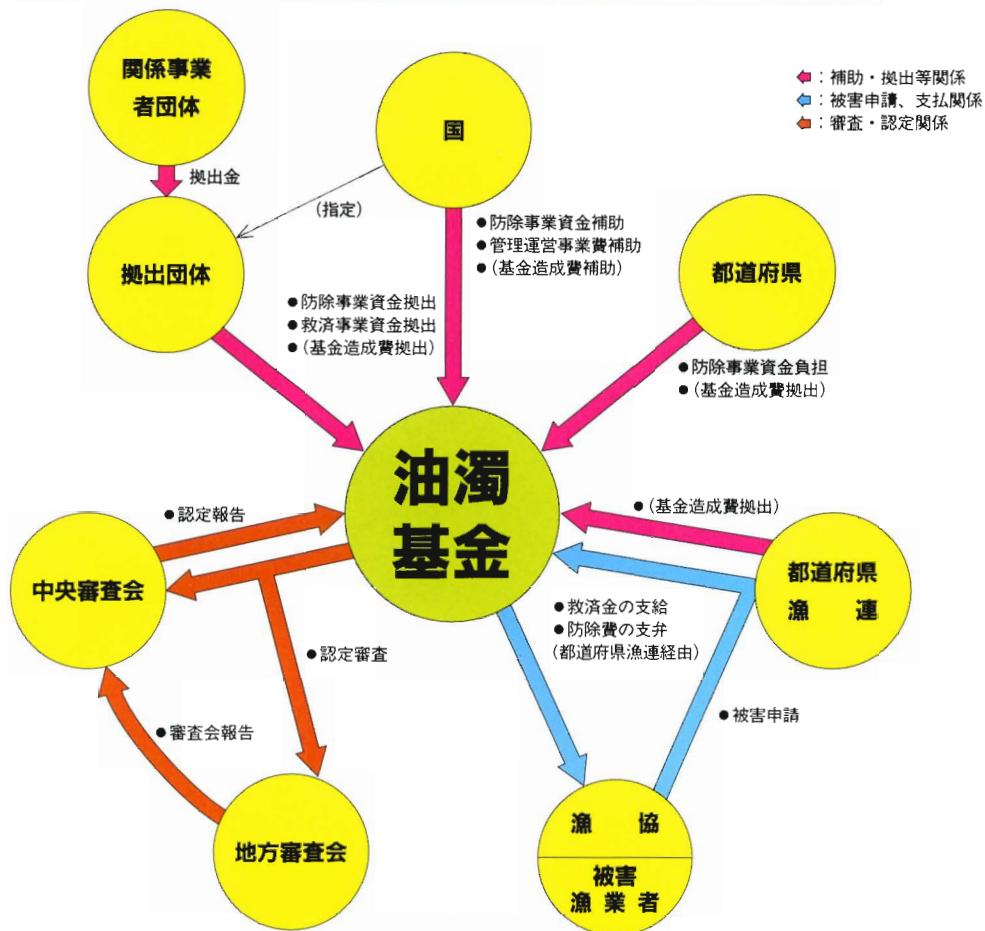 関係事業
者団体
国
⇦：補助・拠出等関係
⇦：被害申請、支払関係
⇦：審査・認定関係
拠出金
(指定)
拠出団体
●防除事業資金補助
●管理運営事業費補助
●(基金造成費補助)
都道府県
●防除事業資金拠出
●救済事業資金拠出
●(基金造成費拠出)
●防除事業資金負担
●(基金造成費拠出)
油濁
基金
●認定報告
●(基金造成費拠出)
中央審査会
都道府県
漁　連
●救済金の支給
●防除費の支弁
(都道府県漁連経由)
●認定審査
●審査会報告
●被害申請
地方審査会
漁　協
被害
漁業者